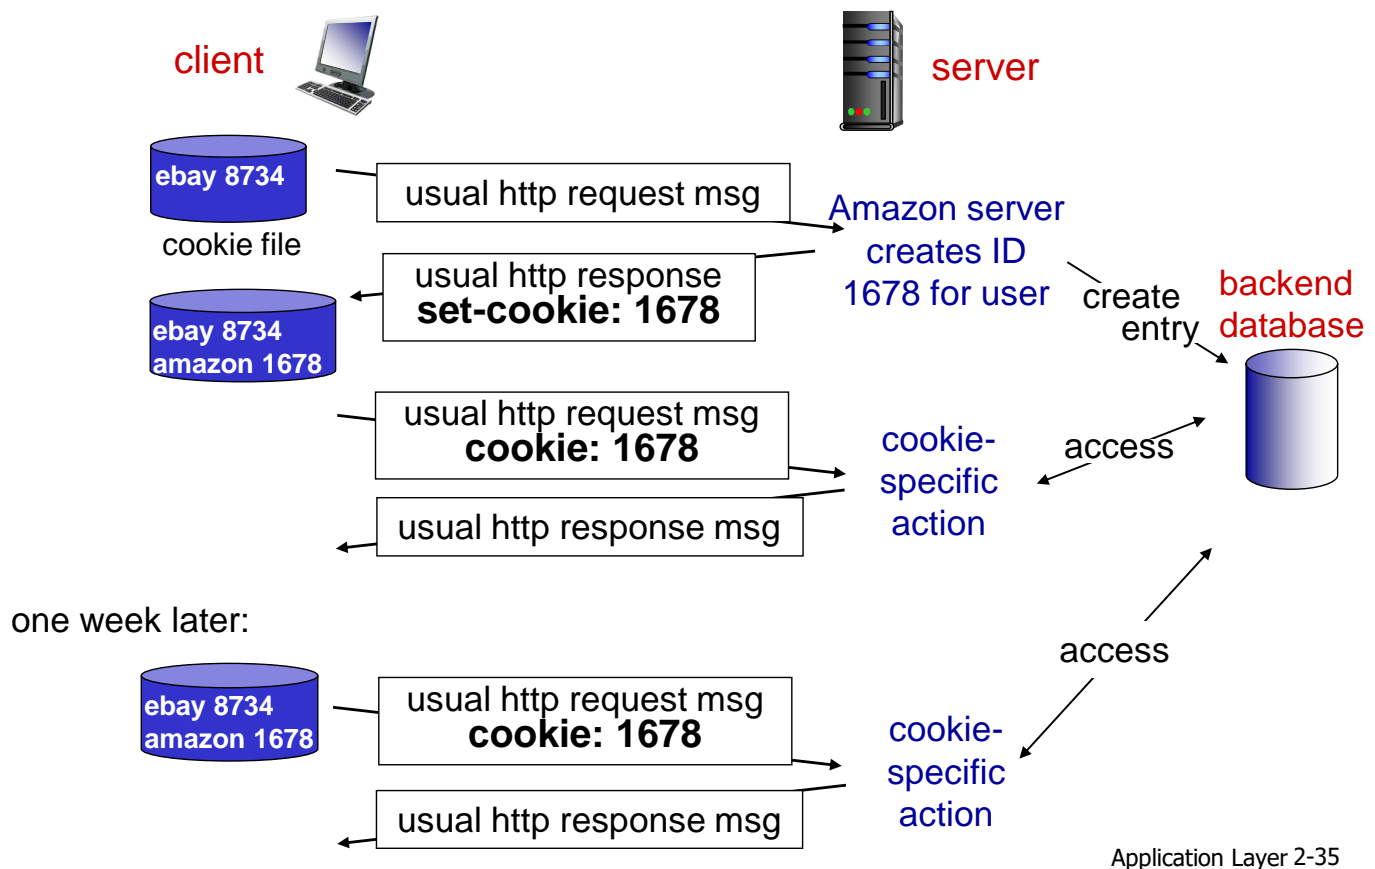 client
server
ebay 8734
cookie file
usual http request msg
Amazon server
creates ID
1678 for user
usual http response
set-cookie: 1678
create
entry
backend
database
ebay 8734
amazon 1678
usual http request msg
cookie: 1678
cookie-
specific
action
access
usual http response msg
one week later:
access
ebay 8734
amazon 1678
usual http request msg
cookie: 1678
cookie-
specific
action
usual http response msg
Application Layer 2-35